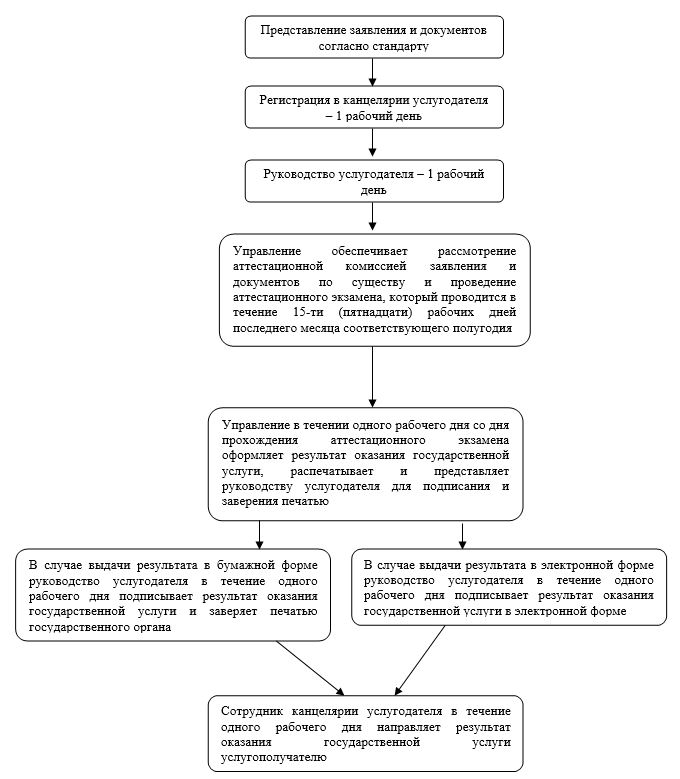 Представление заявления и документов
согласно стандарту
Регистрация в канцелярии услугодателя
– 1 рабочий день
Руководство услугодателя – 1 рабочий
день
Управление обеспечивает рассмотрение
аттестационной комиссией заявления и
документов по существу и проведение
аттестационного экзамена, который проводится в
течение 15-ти (пятнадцати) рабочих дней
последнего месяца соответствующего полугодия
Управление в течении одного рабочего дня со дня
прохождения аттестационного экзамена
оформляет результат оказания государственной
услуги, распечатывает и представляет
руководству услугодателя для подписания и
заверения печатью
В случае выдачи результата в бумажной форме
руководство услугодателя в течение одного
рабочего дня подписывает результат оказания
государственной услуги и заверяет печатью
государственного органа
В случае выдачи результата в электронной форме
руководство услугодателя в течение одного
рабочего дня подписывает результат оказания
государственной услуги в электронной форме
Сотрудник канцелярии услугодателя в течение
одного рабочего дня направляет результат
оказания государственной услуги
услугополучателю